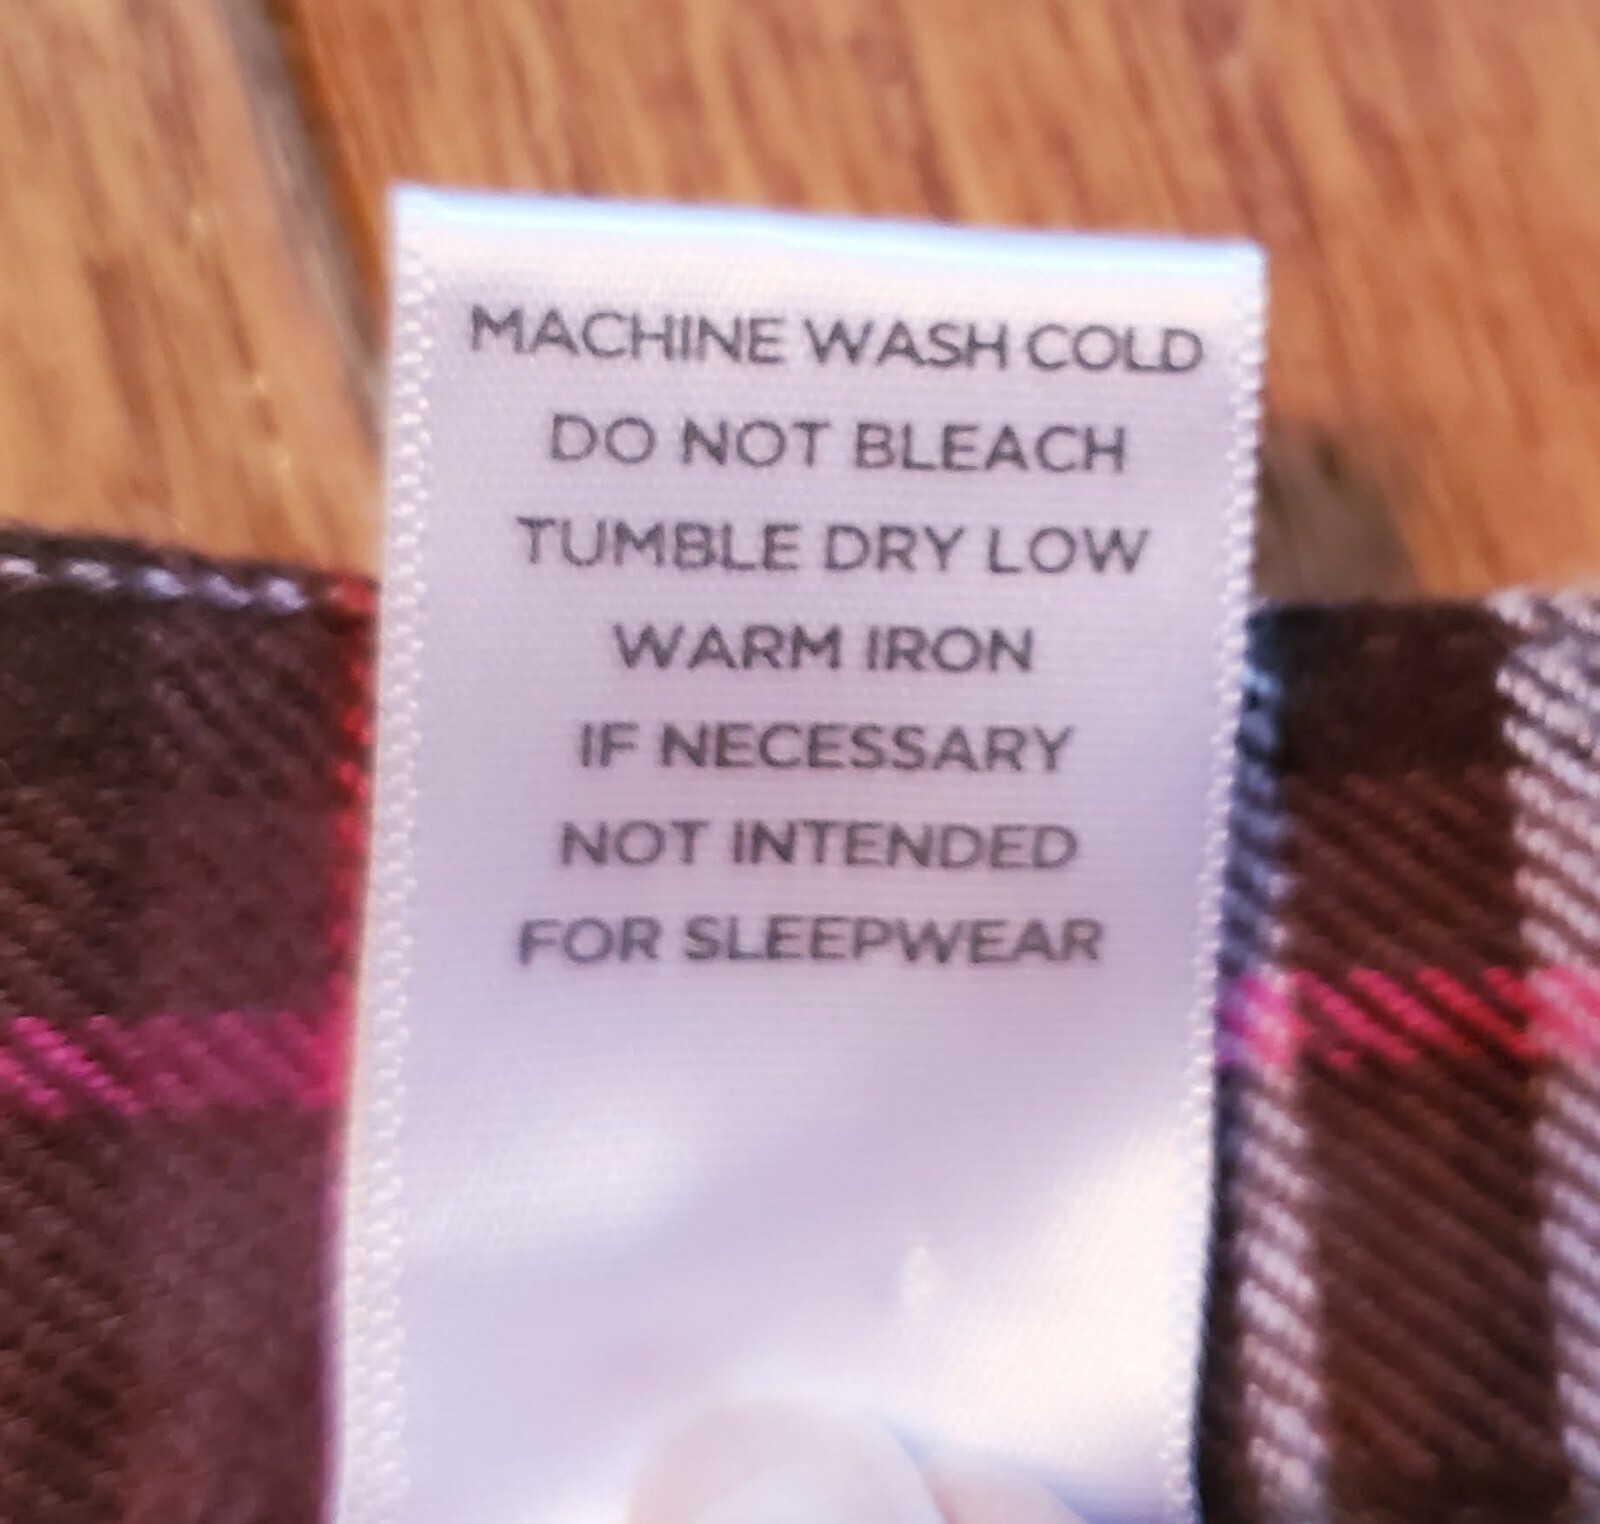 MACHINE WASH COLD
DO NOT BLEACH
TUMBLE DRY LOW
WARM IRON
IF NECESSARY
NOT INTENDED
FOR SLEEPWEAR